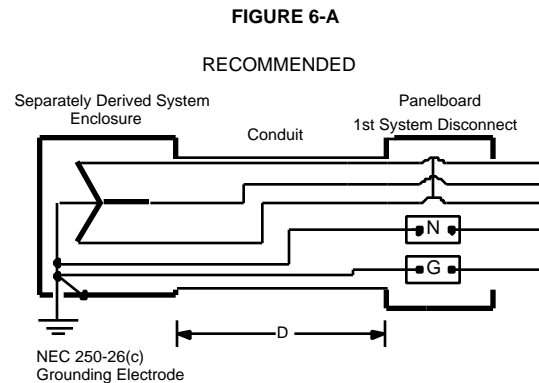 FIGURE 6-A
RECOMMENDED
Separately Derived System
Enclosure
Conduit
Panelboard
1st System Disconnect
N
G
D
NEC 250-26(c)
Grounding Electrode